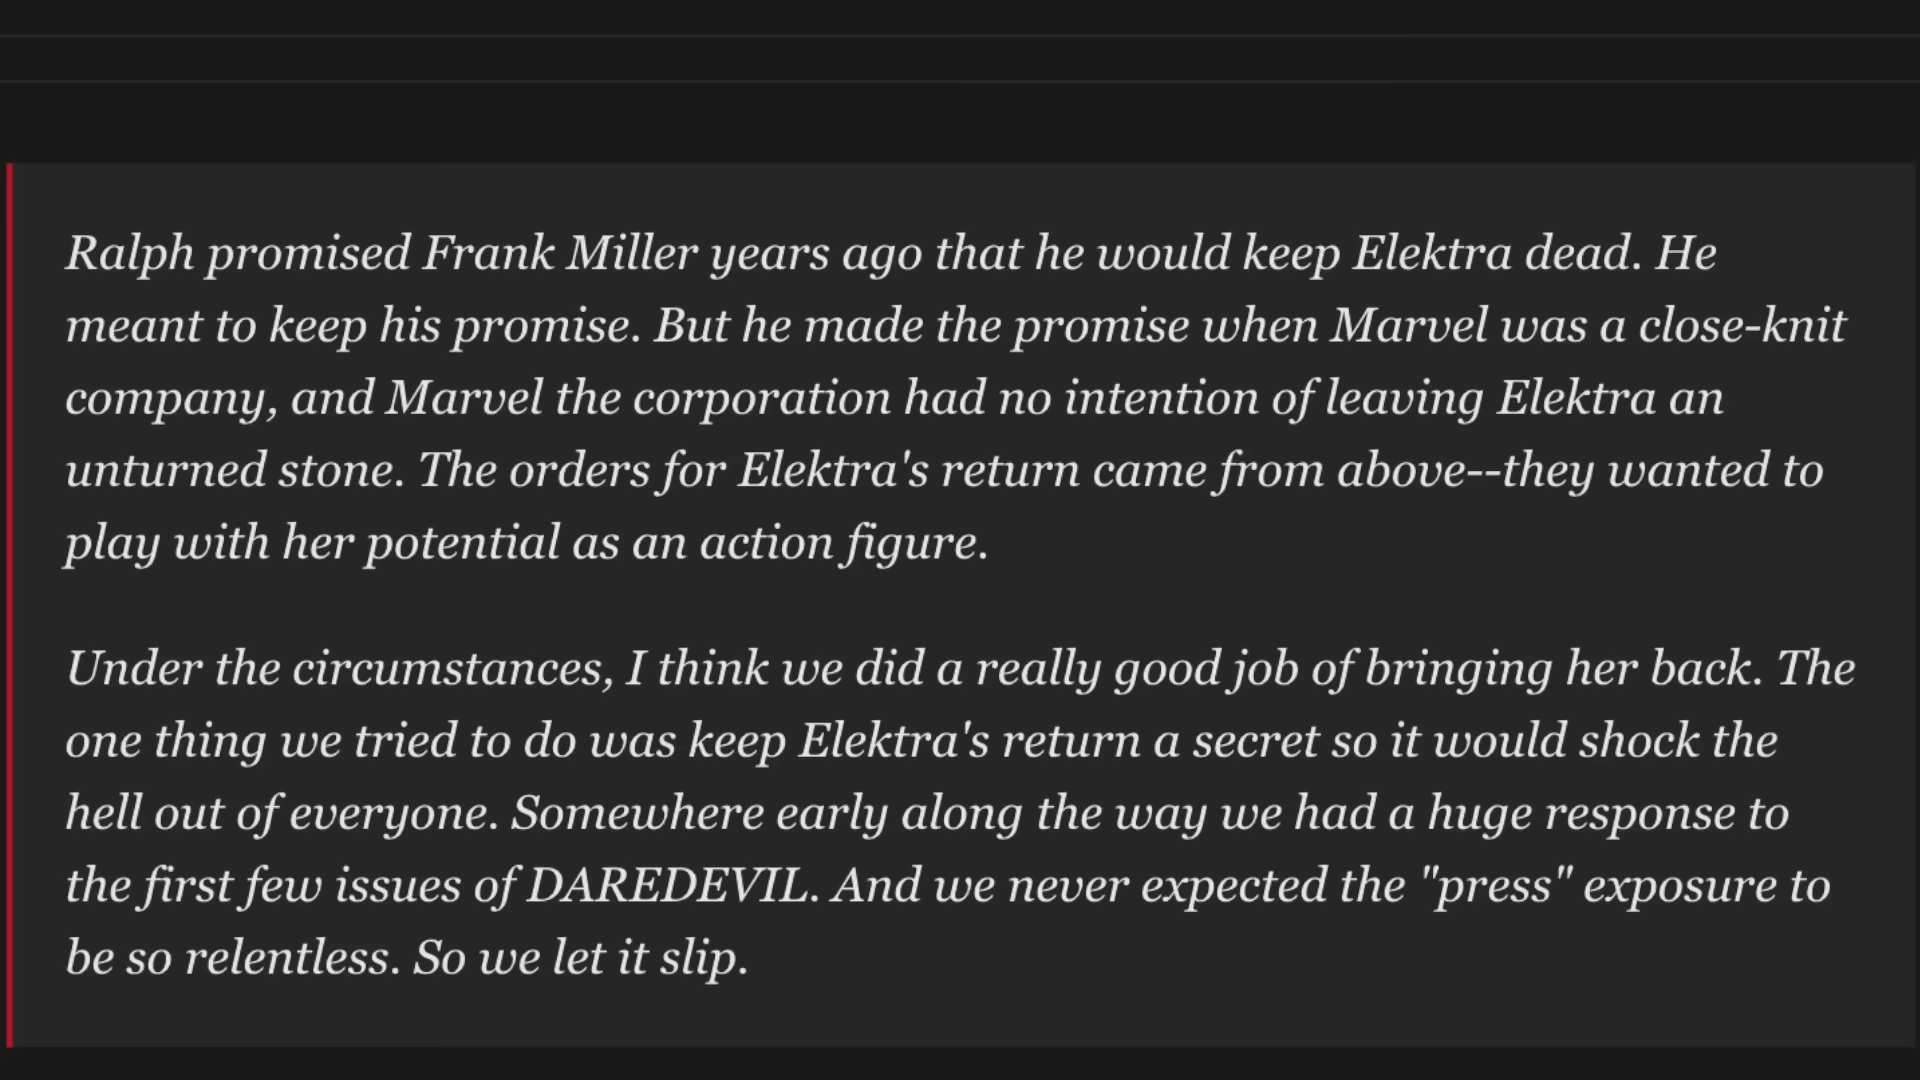 Ralph promised Frank Miller years ago that he would keep Elektra dead. He
meant to keep his promise. But he made the promise when Marvel was a close-knit
company, and Marvel the corporation had no intention of leaving Elektra an
unturned stone. The orders for Elektra's return came from above--they wanted to
play with her potential as an action figure.
Under the circumstances, I think we did a really good job of bringing her back. The
one thing we tried to do was keep Elektra's return a secret so it would shock the
hell out of everyone. Somewhere early along the way we had a huge response to
the first few issues of DAREDEVIL. And we never expected the "press" exposure to
be so relentless. So we let it slip.